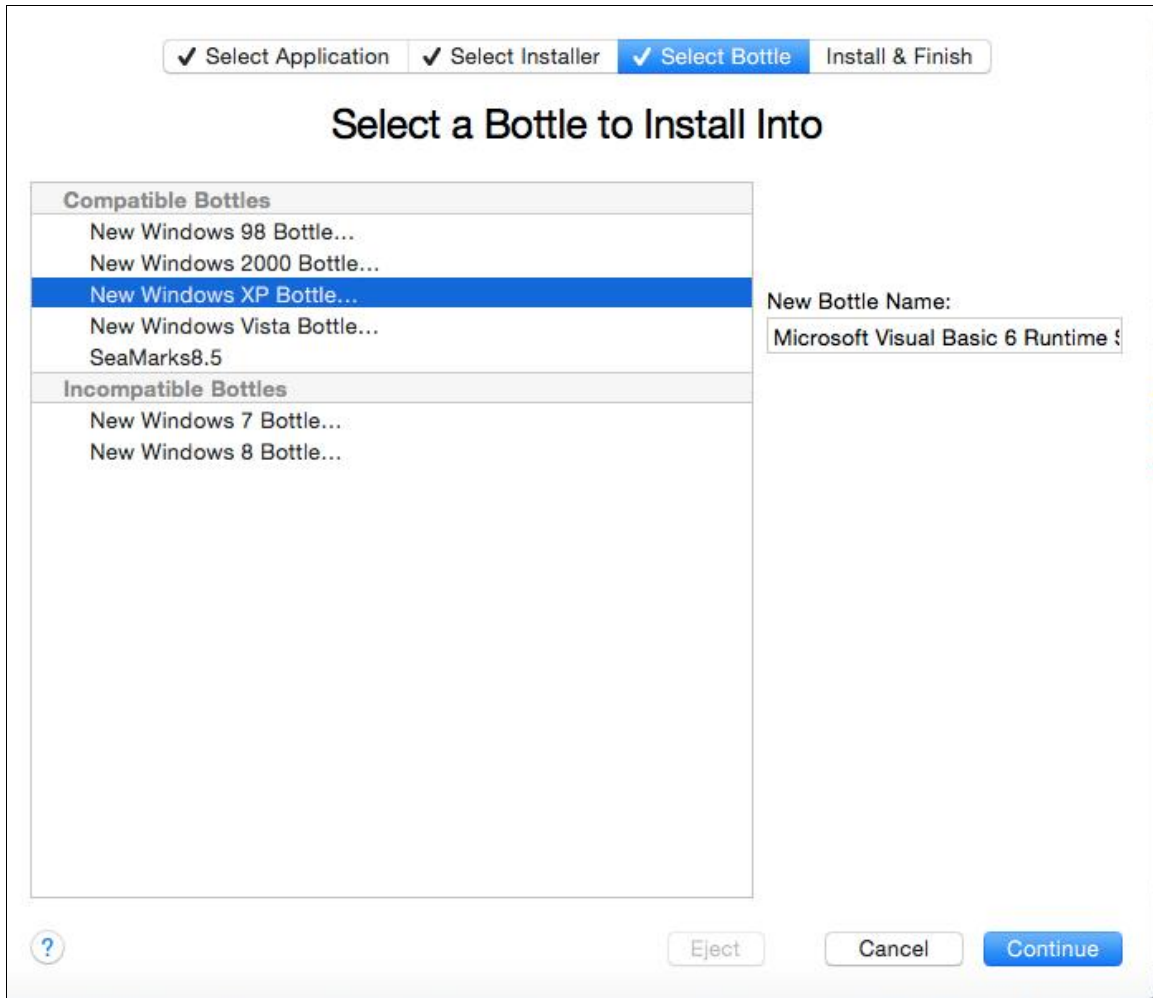 ✓ Select Application ✓ Select Installer ✓ Select Bottle Install & Finish
Select a Bottle to Install Into
Compatible Bottles
New Windows 98 Bottle...
New Windows 2000 Bottle...
New Windows XP Bottle...
New Windows Vista Bottle...
SeaMarks8.5
Incompatible Bottles
New Windows 7 Bottle...
New Windows 8 Bottle...
New Bottle Name:
Microsoft Visual Basic 6 Runtime
? Eject Cancel Continue